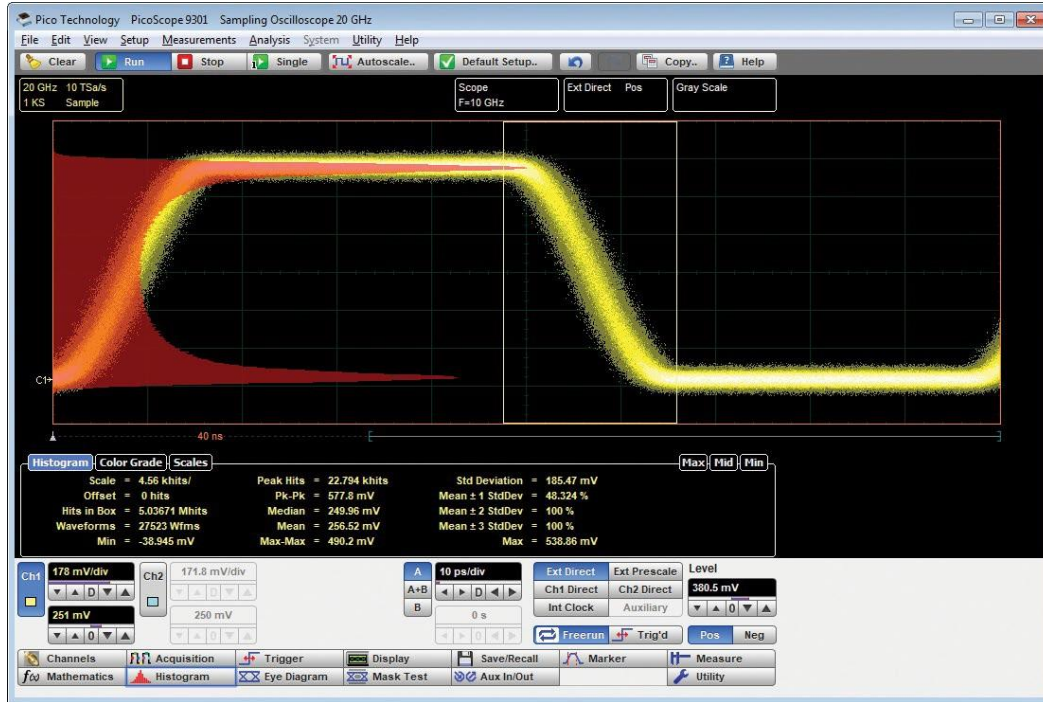 Pico Technology PicoScope 9301 Sampling Oscilloscope 20 GHz
File Edit View Setup Measurements Analysis System Utility Help
Clear Run Stop Single Autoscale.. Default Setup.. Copy.. Help
20 GHz 10 TSa/s Scope Ext Direct Pos Gray Scale
1 KS Sample F=10 GHz
C1
40 ns
Histogram Color Grade Scales Max Mid Min
Scale = 4.56 khits/ Peak Hits = 22.794 khits Std Deviation = 185.47 mV
Offset = 0 hits Pk-Pk = 577.8 mV Mean ± 1 StdDev = 48.324 %
Hits in Box = 5.03671 Mhits Median = 249.96 mV Mean ± 2 StdDev = 100 %
Waveforms = 27523 Wfms Mean = 256.52 mV Mean ± 3 StdDev = 100 %
Min = -38.945 mV Max-Max = 490.2 mV Max = 538.86 mV
Ch1 178 mV/div Ch2 171.8 mV/div A 10 ps/div Ext Direct Ext Prescale Level
D D A+B D Ch1 Direct Ch2 Direct 380.5 mV
251 mV 250 mV B 0 s Int Clock Auxiliary 0
0 0 0 Freerun Trig'd Pos Neg
Channels Acquisition Trigger Display Save/Recall Marker Measure
fω Mathematics Histogram Eye Diagram Mask Test Aux In/Out Utility